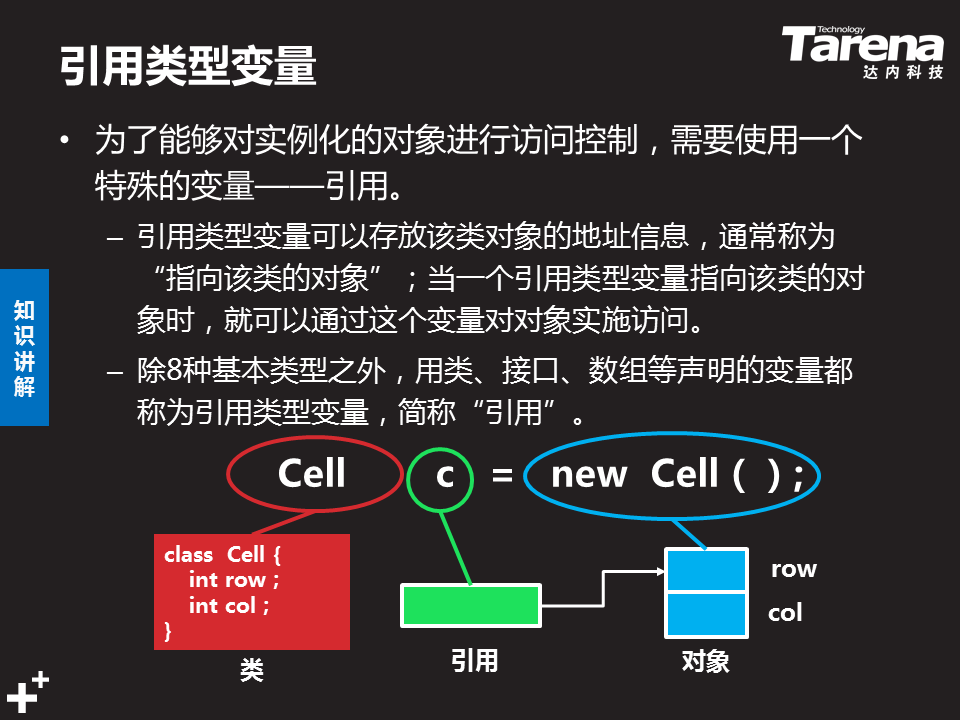 引用类型变量
Technology
Tarena
达内科技
• 为了能够对实例化的对象进行访问控制，需要使用一个
特殊的变量——引用。
– 引用类型变量可以存放该类对象的地址信息，通常称为
“指向该类的对象”；当一个引用类型变量指向该类的对
象时，就可以通过这个变量对对象实施访问。
– 除8种基本类型之外，用类、接口、数组等声明的变量都
称为引用类型变量，简称“引用”。
知
识
讲
解
Cell c = new Cell ( ) ;
class Cell {
int row ;
int col ;
}
row
col
类
引用
对象